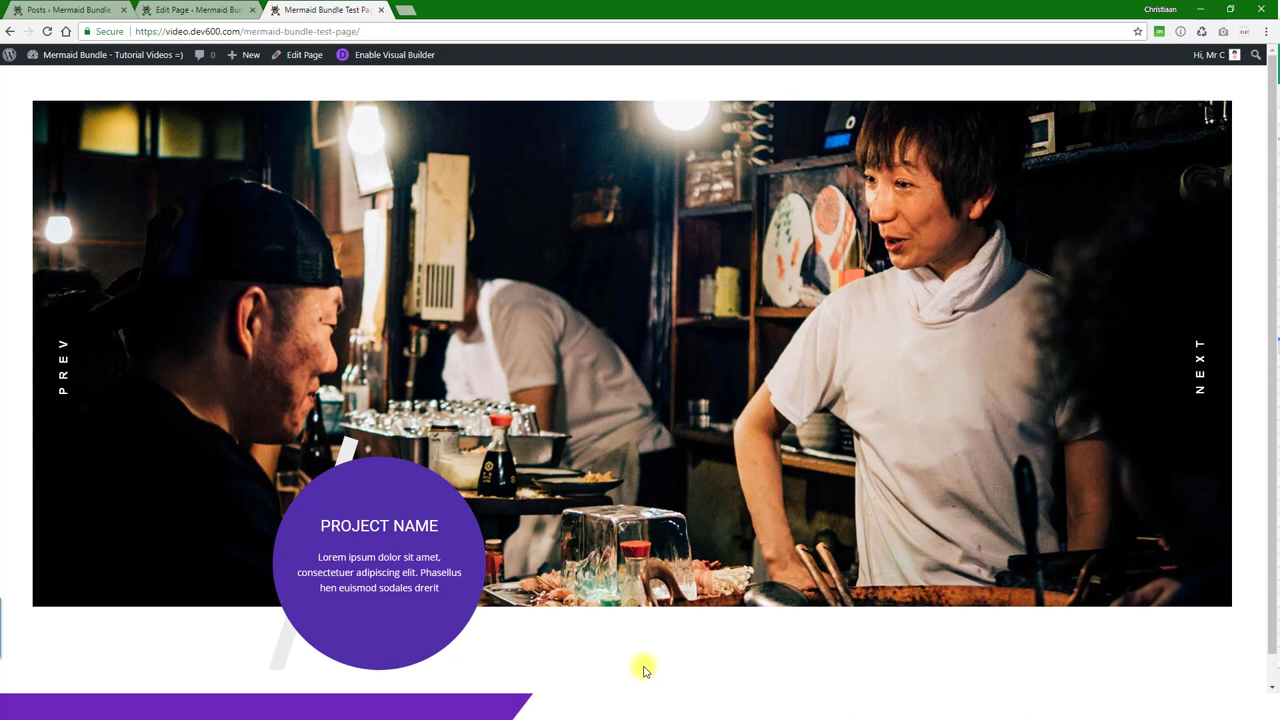 Posts ‹ Mermaid Bundle
Edit Page ‹ Mermaid Bun
Mermaid Bundle Test Pa
Christiaan
Secure
https://video.dev600.com/mermaid-bundle-test-page/
Mermaid Bundle - Tutorial Videos =)
0
New
Edit Page
D
Enable Visual Builder
Hi, Mr C
PREV
NEXT
PROJECT NAME
Lorem ipsum dolor sit amet,
consectetuer adipiscing elit. Phasellus
hen euismod sodales drerit